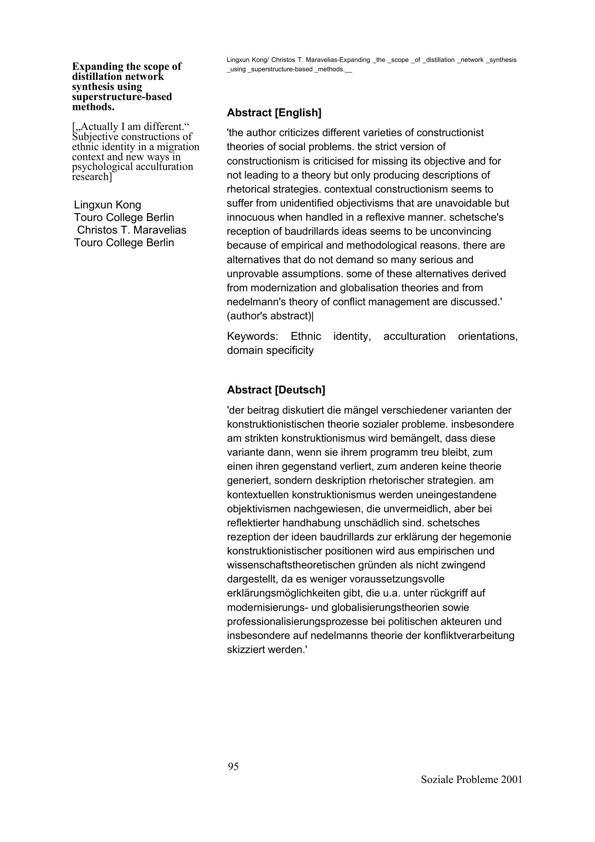 Lingxun Kong/ Christos T. Maravelias-Expanding _the _scope _of _distillation _network _synthesis
_using _superstructure-based _methods.__
Expanding the scope of
distillation network
synthesis using
superstructure-based
methods.
[„Actually I am different.“
Subjective constructions of
ethnic identity in a migration
context and new ways in
psychological acculturation
research]
Lingxun Kong
Touro College Berlin
Christos T. Maravelias
Touro College Berlin
Abstract [English]
'the author criticizes different varieties of constructionist
theories of social problems. the strict version of
constructionism is criticised for missing its objective and for
not leading to a theory but only producing descriptions of
rhetorical strategies. contextual constructionism seems to
suffer from unidentified objectivisms that are unavoidable but
innocuous when handled in a reflexive manner. schetsche's
reception of baudrillards ideas seems to be unconvincing
because of empirical and methodological reasons. there are
alternatives that do not demand so many serious and
unprovable assumptions. some of these alternatives derived
from modernization and globalisation theories and from
nedelmann's theory of conflict management are discussed.'
(author's abstract)|
Keywords: Ethnic identity, acculturation orientations,
domain specificity
Abstract [Deutsch]
'der beitrag diskutiert die mängel verschiedener varianten der
konstruktionistischen theorie sozialer probleme. insbesondere
am strikten konstruktionismus wird bemängelt, dass diese
variante dann, wenn sie ihrem programm treu bleibt, zum
einen ihren gegenstand verliert, zum anderen keine theorie
generiert, sondern deskription rhetorischer strategien. am
kontextuellen konstruktionismus werden uneingestandene
objektivismen nachgewiesen, die unvermeidlich, aber bei
reflektierter handhabung unschädlich sind. schetsches
rezeption der ideen baudrillards zur erklärung der hegemonie
konstruktionistischer positionen wird aus empirischen und
wissenschaftstheoretischen gründen als nicht zwingend
dargestellt, da es weniger voraussetzungsvolle
erklärungsmöglichkeiten gibt, die u.a. unter rückgriff auf
modernisierungs- und globalisierungstheorien sowie
professionalisierungsprozesse bei politischen akteuren und
insbesondere auf nedelmanns theorie der konfliktverarbeitung
skizziert werden.'
95
Soziale Probleme 2001